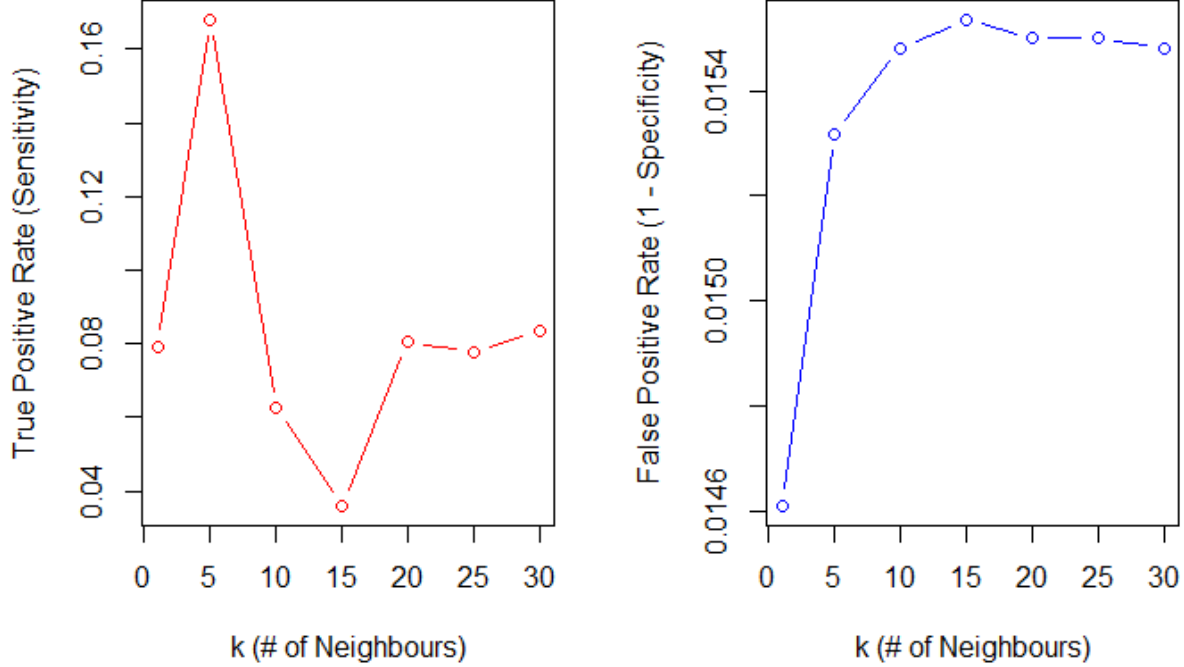 True Positive Rate (Sensitivity)
0.16
0.12
0.08
0.04
0 5 10 15 20 25 30
k (# of Neighbours)
False Positive Rate (1 - Specificity)
0.0154
0.0150
0.0146
0 5 10 15 20 25 30
k (# of Neighbours)